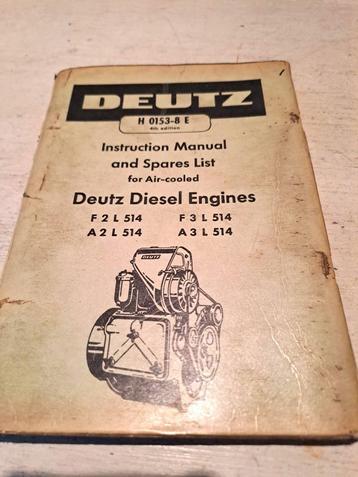 DEUTZ
H 0153-8 E
4th edition
Instruction Manual
and Spares List
for Air-cooled
Deutz Diesel Engines
F 2 L 514 F 3 L 514
A 2 L 514 A 3 L 514
DEUTZ